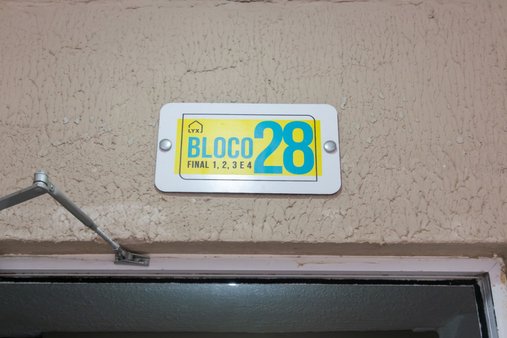 LYX
BLOCO 28
FINAL 1, 2, 3 E 4